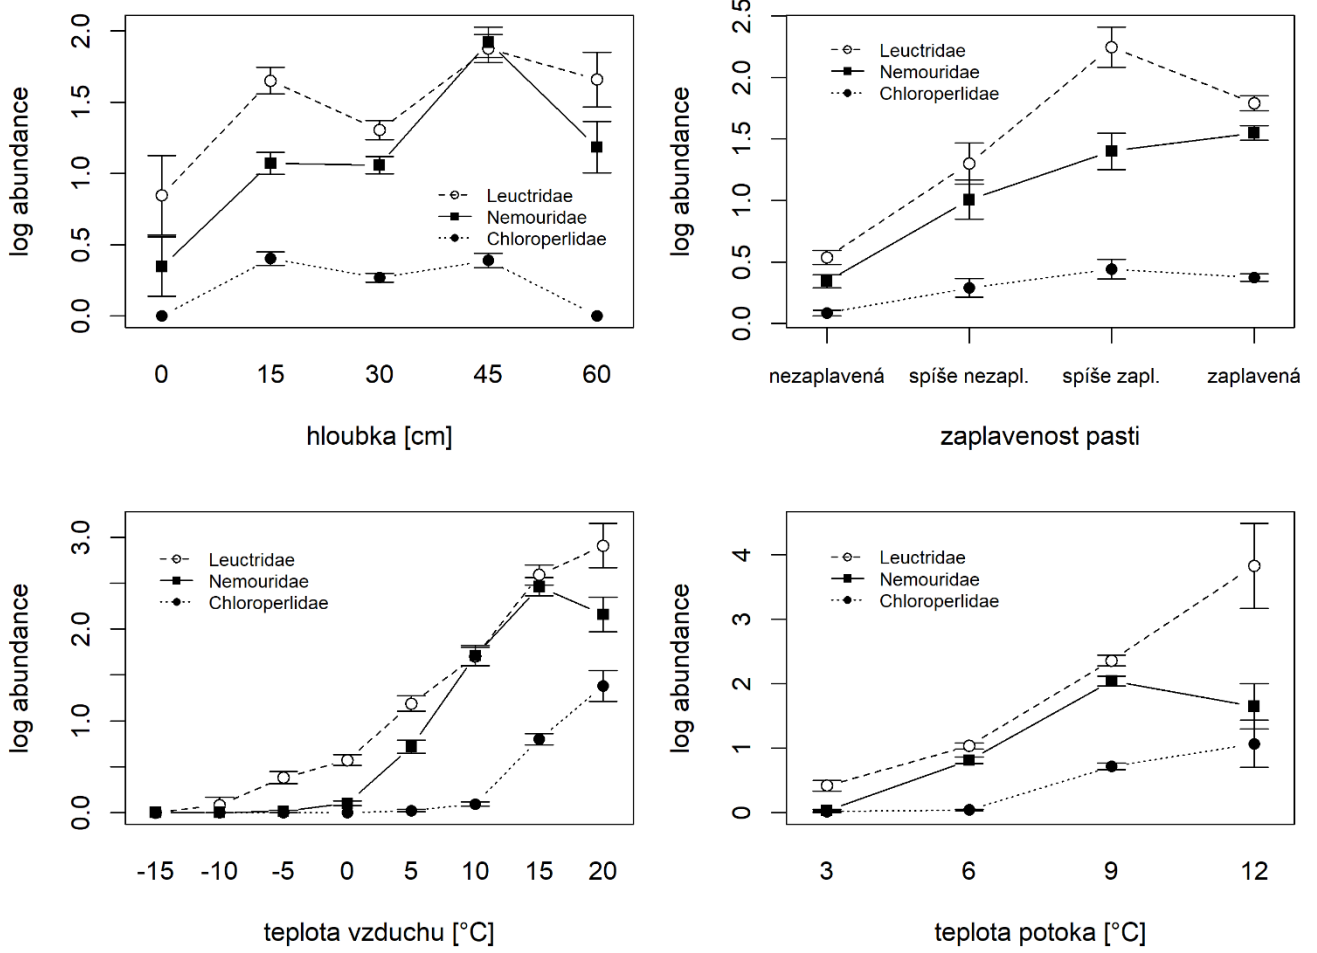 log abundance
2.0
1.5
1.0
0.5
0.0
Leuctridae
Nemouridae
Chloroperlidae
0 15 30 45 60
hloubka [cm]
log abundance
2.5
2.0
1.5
1.0
0.5
0.0
Leuctridae
Nemouridae
Chloroperlidae
nezaplavená spíše nezapl. spíše zapl. zaplavená
zaplavenost pasti
log abundance
3.0
2.0
1.0
0.0
Leuctridae
Nemouridae
Chloroperlidae
-15 -10 -5 0 5 10 15 20
teplota vzduchu [°C]
log abundance
4
3
2
1
0
Leuctridae
Nemouridae
Chloroperlidae
3 6 9 12
teplota potoka [°C]